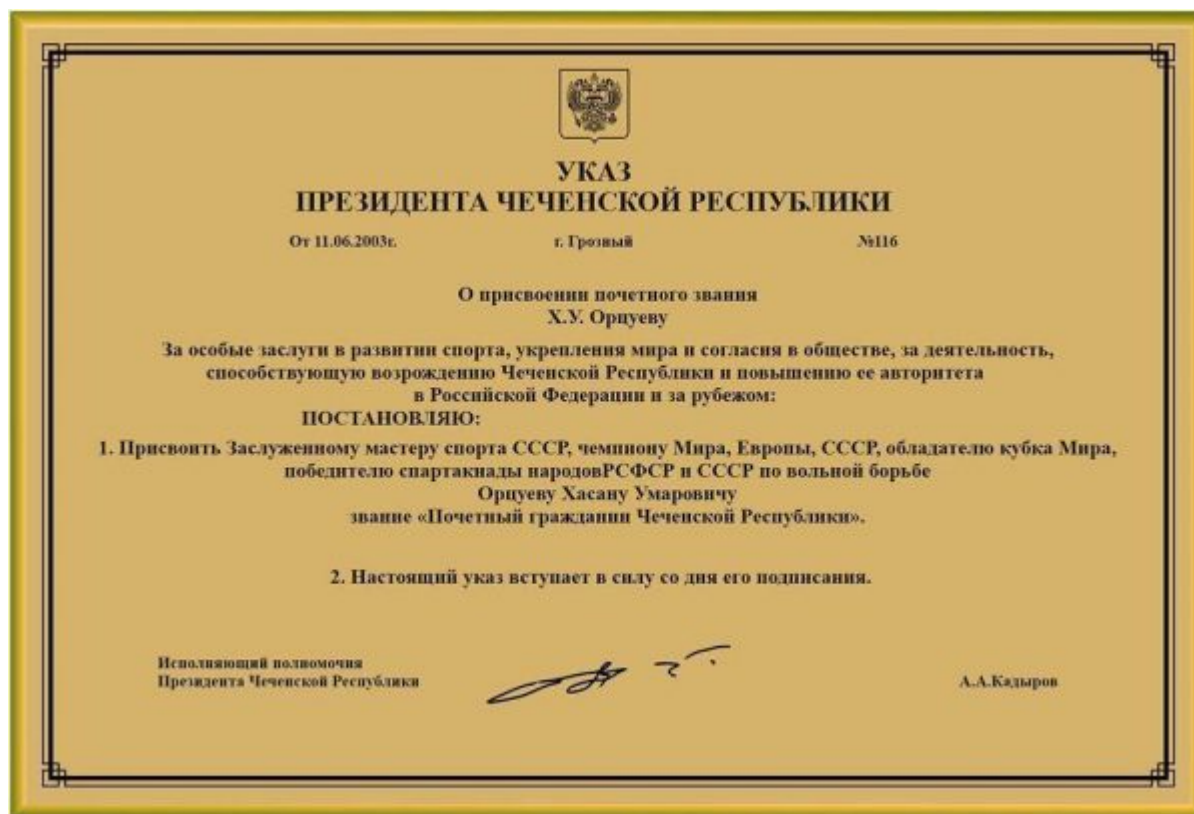 УКАЗ
ПРЕЗИДЕНТА ЧЕЧЕНСКОЙ РЕСПУБЛИКИ
От 11.06.2003г. г. Грозный №116
О присвоении почетного звания
Х.У. Орцуеву
За особые заслуги в развитии спорта, укрепления мира и согласия в обществе, за деятельность,
способствующую возрождению Чеченской Республики и повышению ее авторитета
в Российской Федерации и за рубежом:
ПОСТАНОВЛЯЮ:
1. Присвоить Заслуженному мастеру спорта СССР, чемпиону Мира, Европы, СССР, обладателю кубка Мира,
победителю спартакиады народовРСФСР и СССР по вольной борьбе
Орцуеву Хасану Умаровичу
звание «Почетный гражданин Чеченской Республики».
2. Настоящий указ вступает в силу со дня его подписания.
Исполняющий полномочия
Президента Чеченской Республики А.А.Кадыров